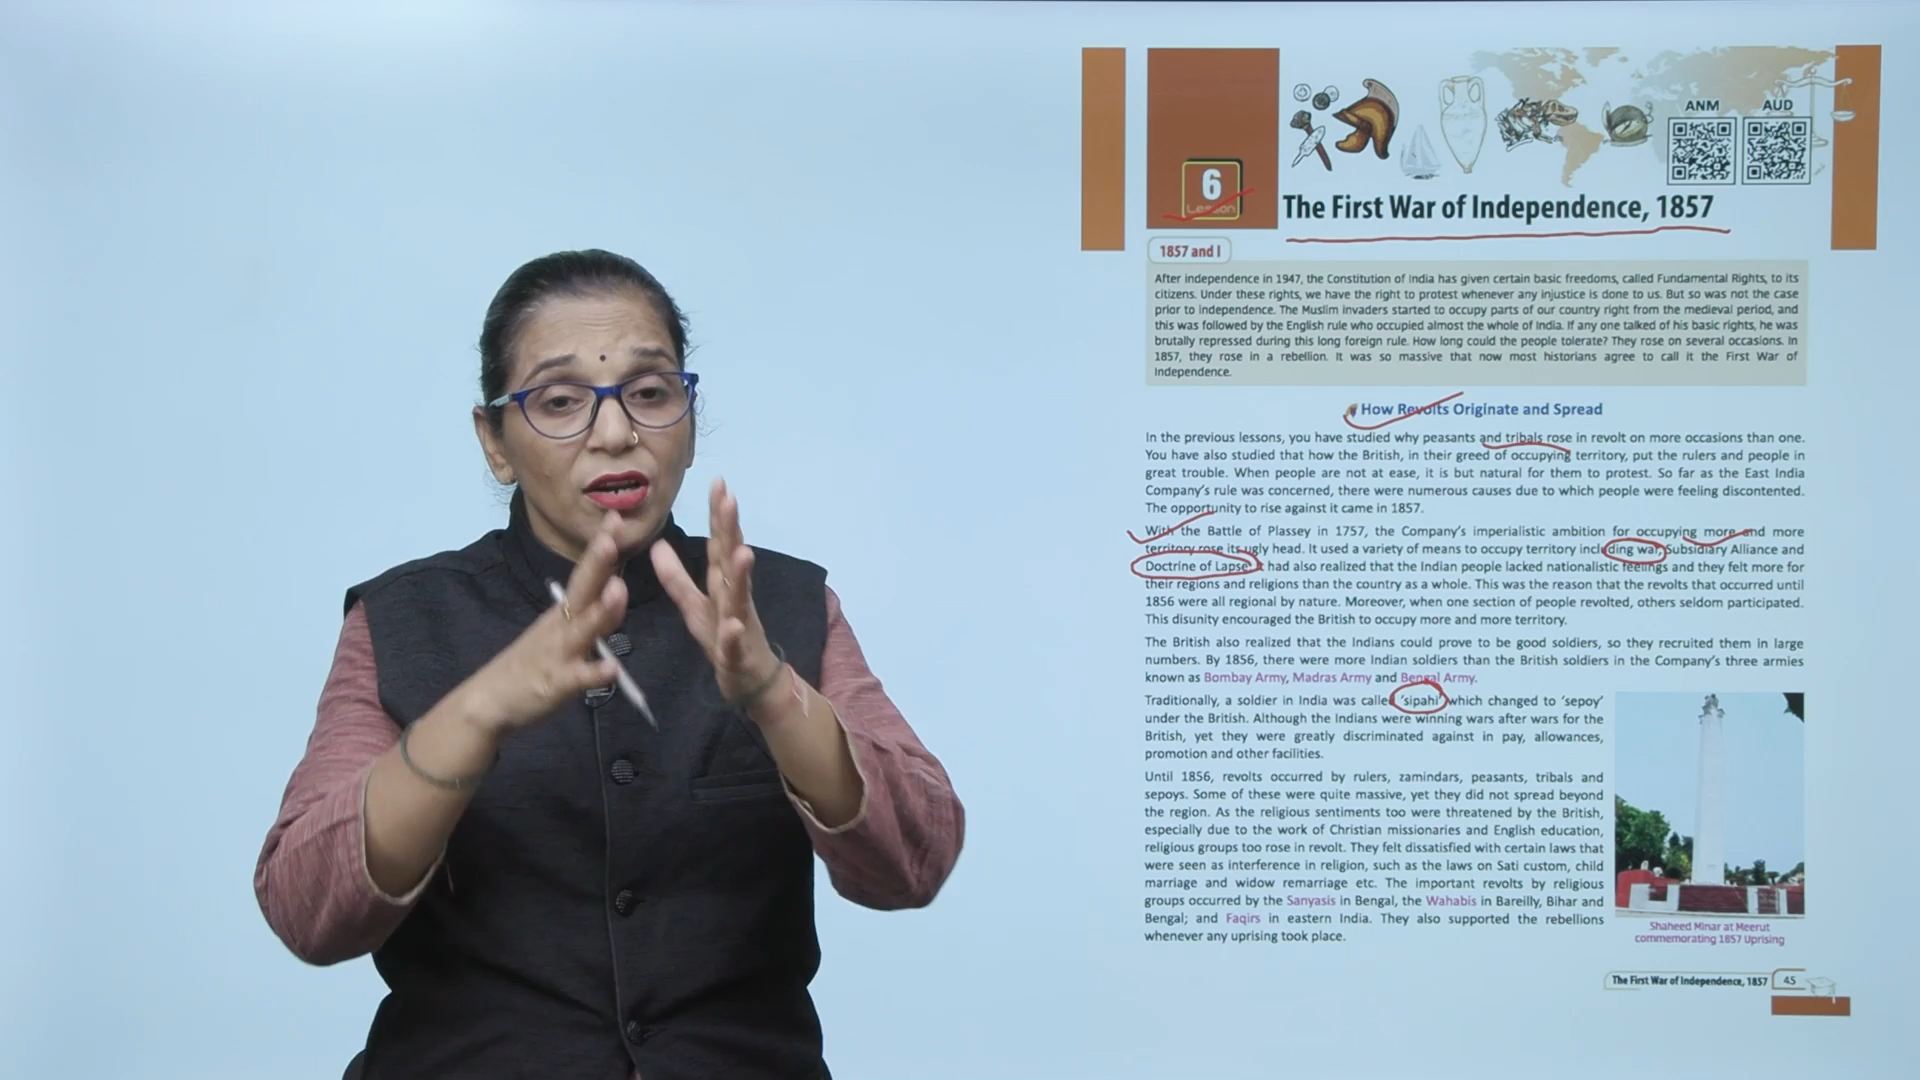 ANM AUD
6
Lesson
The First War of Independence, 1857
1857 and I
After independence in 1947, the Constitution of India has given certain basic freedoms, called Fundamental Rights, to its
citizens. Under these rights, we have the right to protest whenever any injustice is done to us. But so was not the case
prior to independence. The Muslim invaders started to occupy parts of our country right from the medieval period, and
this was followed by the English rule who occupied almost the whole of India. If any one talked of his basic rights, he was
brutally repressed during this long foreign rule. How long could the people tolerate? They rose on several occasions. In
1857, they rose in a rebellion. It was so massive that now most historians agree to call it the First War of
Independence.
How Revolts Originate and Spread
In the previous lessons, you have studied why peasants and tribals rose in revolt on more occasions than one.
You have also studied that how the British, in their greed of occupying territory, put the rulers and people in
great trouble. When people are not at ease, it is but natural for them to protest. So far as the East India
Company's rule was concerned, there were numerous causes due to which people were feeling discontented.
The opportunity to rise against it came in 1857.
With the Battle of Plassey in 1757, the Company's imperialistic ambition for occupying more and more
territory rose its ugly head. It used a variety of means to occupy territory including war, Subsidiary Alliance and
Doctrine of Lapse. It had also realized that the Indian people lacked nationalistic feelings and they felt more for
their regions and religions than the country as a whole. This was the reason that the revolts that occurred until
1856 were all regional by nature. Moreover, when one section of people revolted, others seldom participated.
This disunity encouraged the British to occupy more and more territory.
The British also realized that the Indians could prove to be good soldiers, so they recruited them in large
numbers. By 1856, there were more Indian soldiers than the British soldiers in the Company's three armies
known as Bombay Army, Madras Army and Bengal Army.
Traditionally, a soldier in India was called 'sipahi' which changed to 'sepoy'
under the British. Although the Indians were winning wars after wars for the
British, yet they were greatly discriminated against in pay, allowances,
promotion and other facilities.
Until 1856, revolts occurred by rulers, zamindars, peasants, tribals and
sepoys. Some of these were quite massive, yet they did not spread beyond
the region. As the religious sentiments too were threatened by the British,
especially due to the work of Christian missionaries and English education,
religious groups too rose in revolt. They felt dissatisfied with certain laws that
were seen as interference in religion, such as the laws on Sati custom, child
marriage and widow remarriage etc. The important revolts by religious
groups occurred by the Sanyasis in Bengal, the Wahabis in Bareilly, Bihar and
Bengal; and Faqirs in eastern India. They also supported the rebellions
whenever any uprising took place.
Shaheed Minar at Meerut
commemorating 1857 Uprising
The First War of Independence, 1857 45